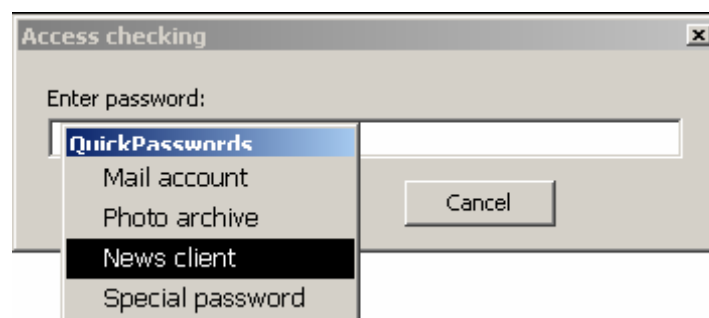 Access checking
Enter password:
QuickPasswords
Mail account
Photo archive
Cancel
News client
Special password